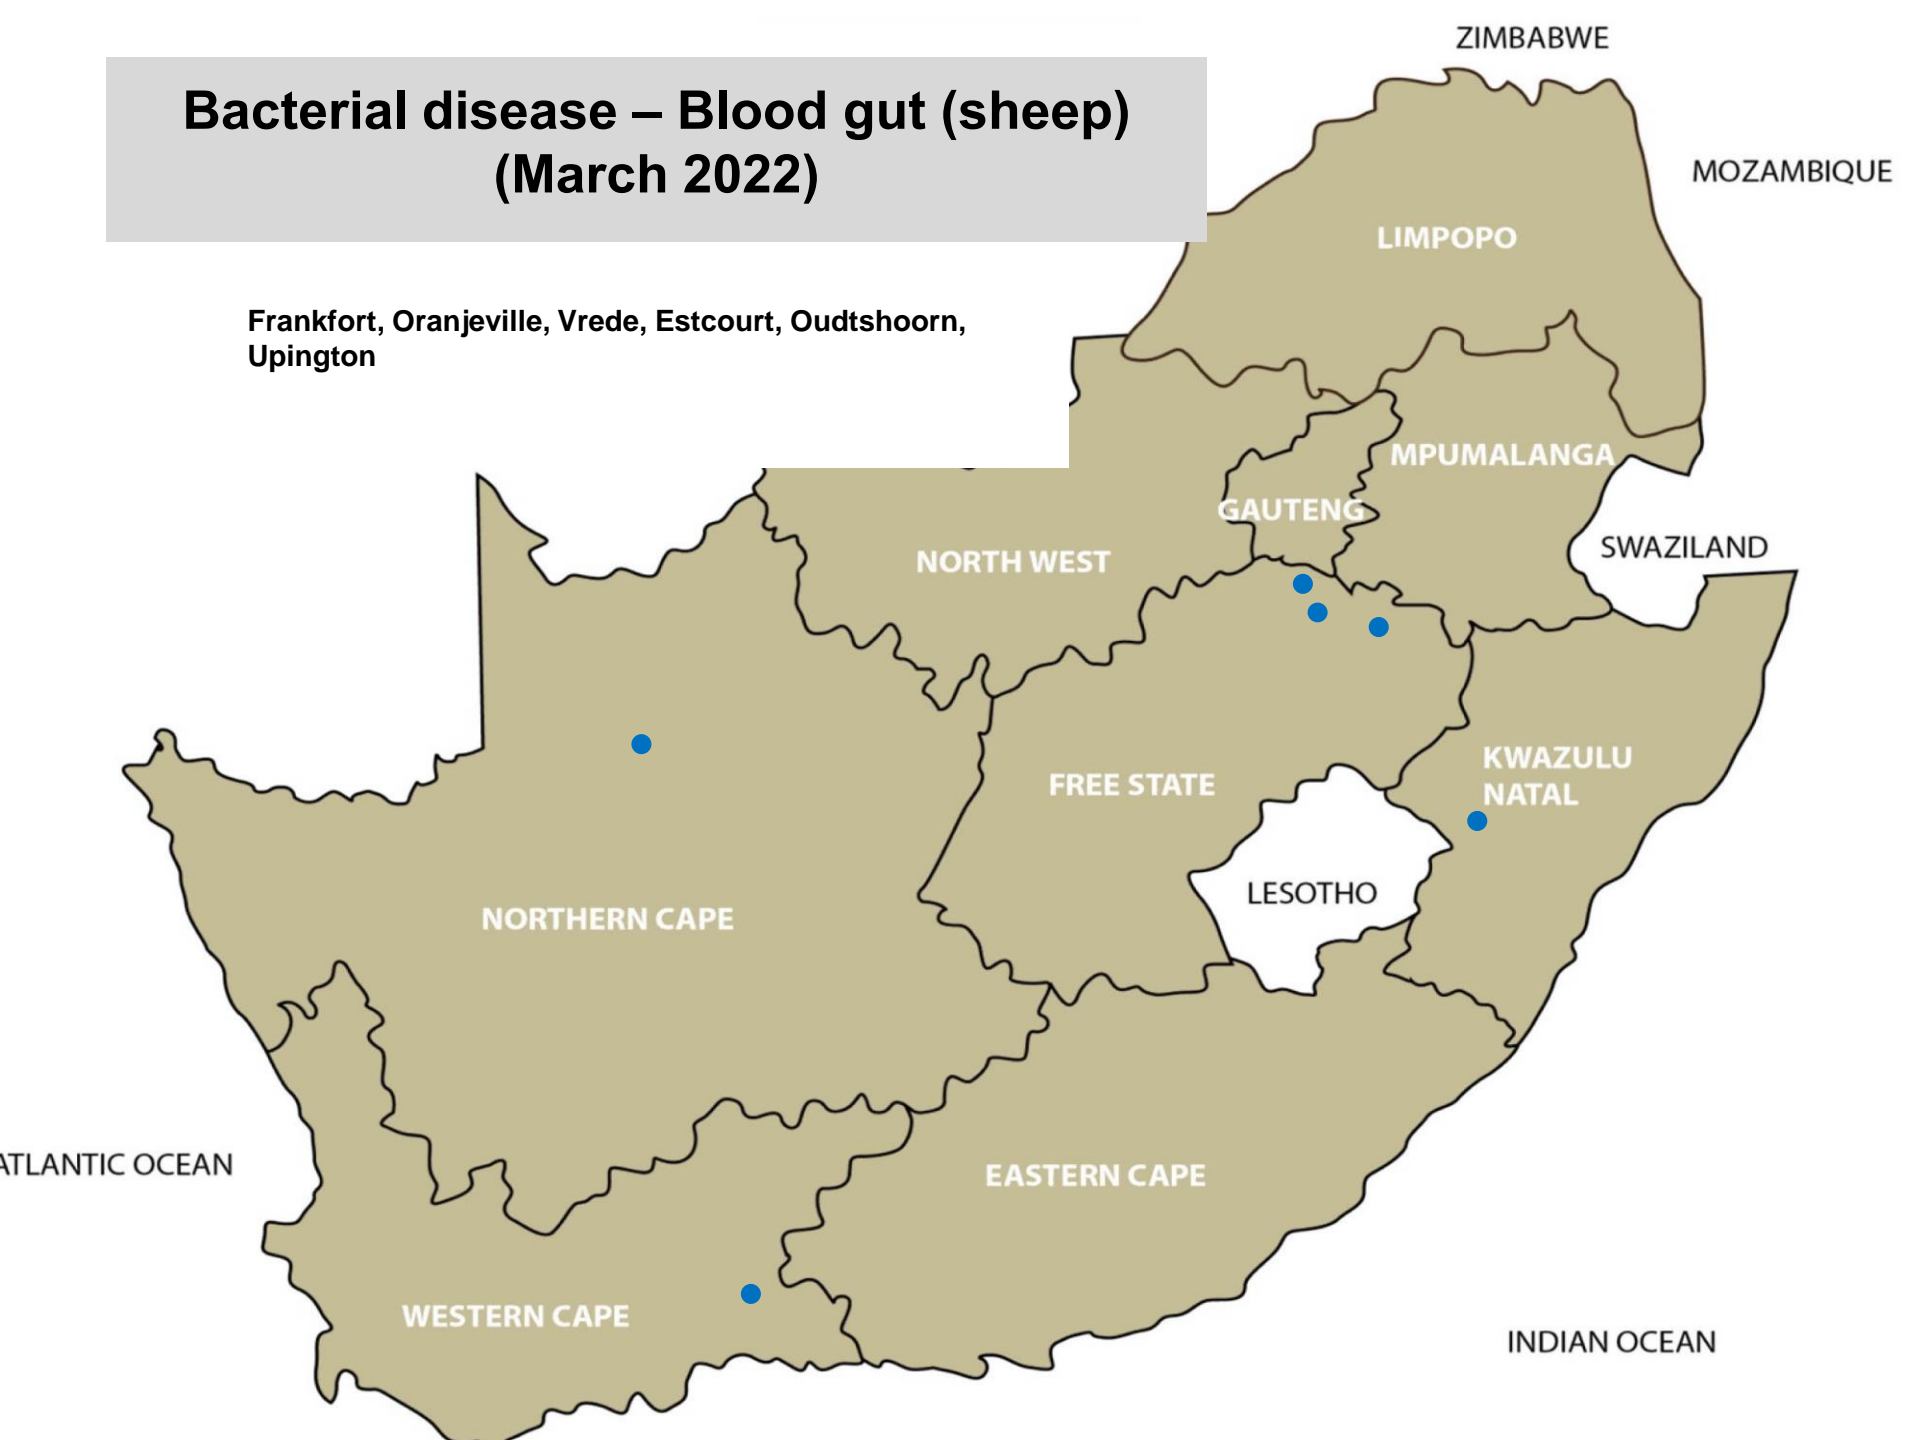 ZIMBABWE
Bacterial disease – Blood gut (sheep)
(March 2022)
MOZAMBIQUE
LIMPOPO
Frankfort, Oranjeville, Vrede, Estcourt, Oudtshoorn,
Upington
MPUMALANGA
GAUTENG
SWAZILAND
NORTH WEST
KWAZULU
NATAL
FREE STATE
LESOTHO
NORTHERN CAPE
ATLANTIC OCEAN
EASTERN CAPE
WESTERN CAPE
INDIAN OCEAN